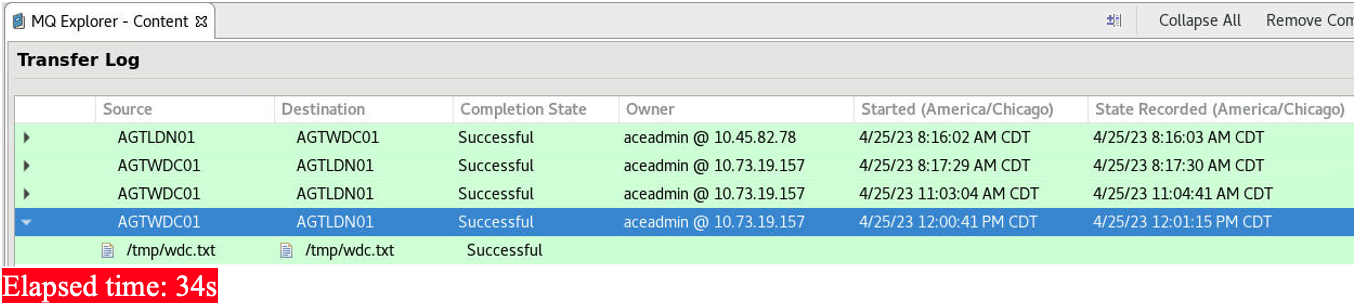 MQ Explorer - Content
Collapse All Remove Com
Transfer Log
Source Destination Completion State Owner Started (America/Chicago) State Recorded (America/Chicago)
AGTLDN01 AGTWDC01 Successful aceadmin @ 10.45.82.78 4/25/23 8:16:02 AM CDT 4/25/23 8:16:03 AM CDT
AGTWDC01 AGTLDN01 Successful aceadmin @ 10.73.19.157 4/25/23 8:17:29 AM CDT 4/25/23 8:17:30 AM CDT
AGTWDC01 AGTLDN01 Successful aceadmin @ 10.73.19.157 4/25/23 11:03:04 AM CDT 4/25/23 11:04:41 AM CDT
AGTWDC01 AGTLDN01 Successful aceadmin @ 10.73.19.157 4/25/23 12:00:41 PM CDT 4/25/23 12:01:15 PM CDT
/tmp/wdc.txt /tmp/wdc.txt Successful
Elapsed time: 34s